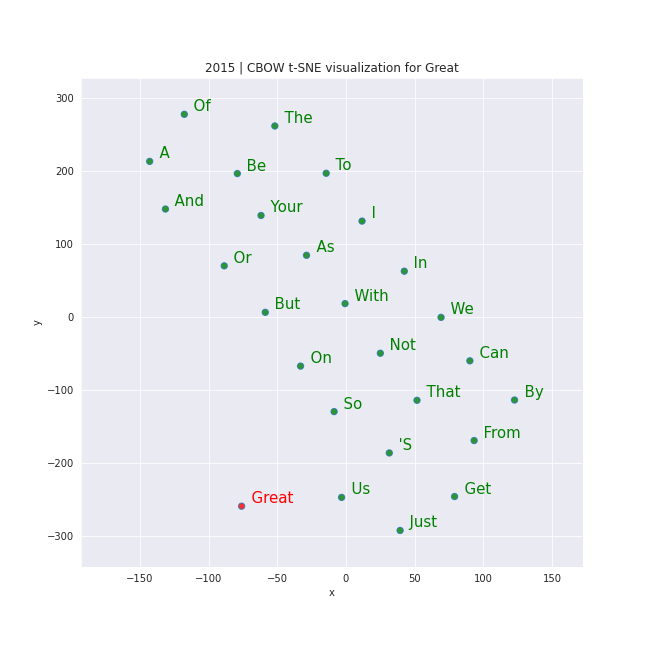 2015 | CBOW t-SNE visualization for Great
300
200
100
0
−100
−200
−300
y
Of
The
A
Be
To
And
Your
I
Or
As
In
But
With
We
Not
On
Can
So
That
By
'S
From
Great
Us
Get
Just
−150
−100
−50
0
50
100
150
x